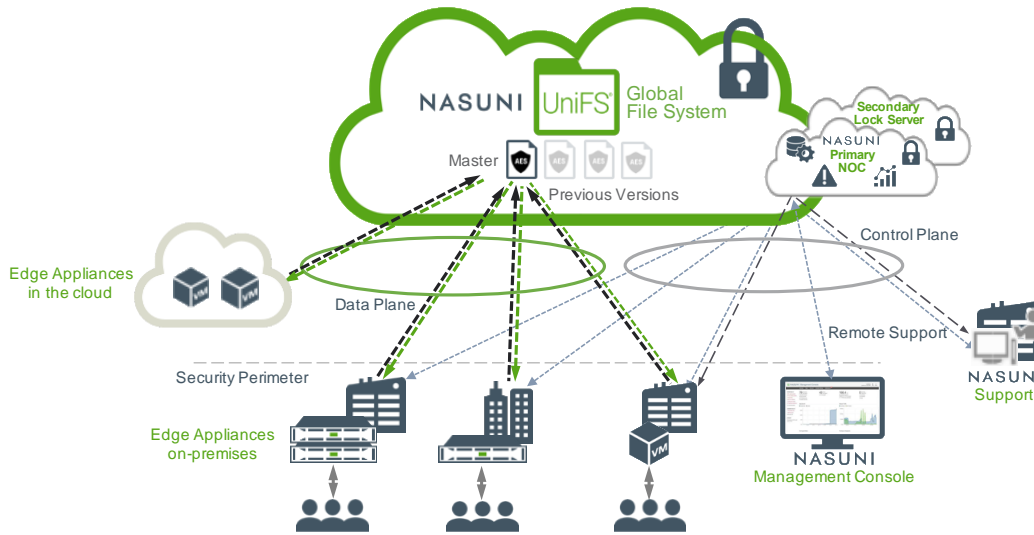 NASUNI
UniFS®
Global
File System
Secondary
Lock Server
NASUNI
Primary
NOC
Master
AES
AES
AES
AES
Previous Versions
Control Plane
Edge Appliances
in the cloud
VM
VM
Data Plane
Remote Support
Security Perimeter
NASUNI
Support
Edge Appliances
on-premises
VM
NASUNI
Management Console